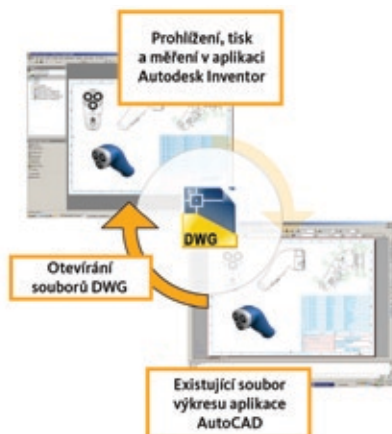 Prohlížení, tisk
a měření v aplikaci
Autodesk Inventor
DWG
Otevírání
souborů DWG
Existující soubor
výkresu aplikace
AutoCAD